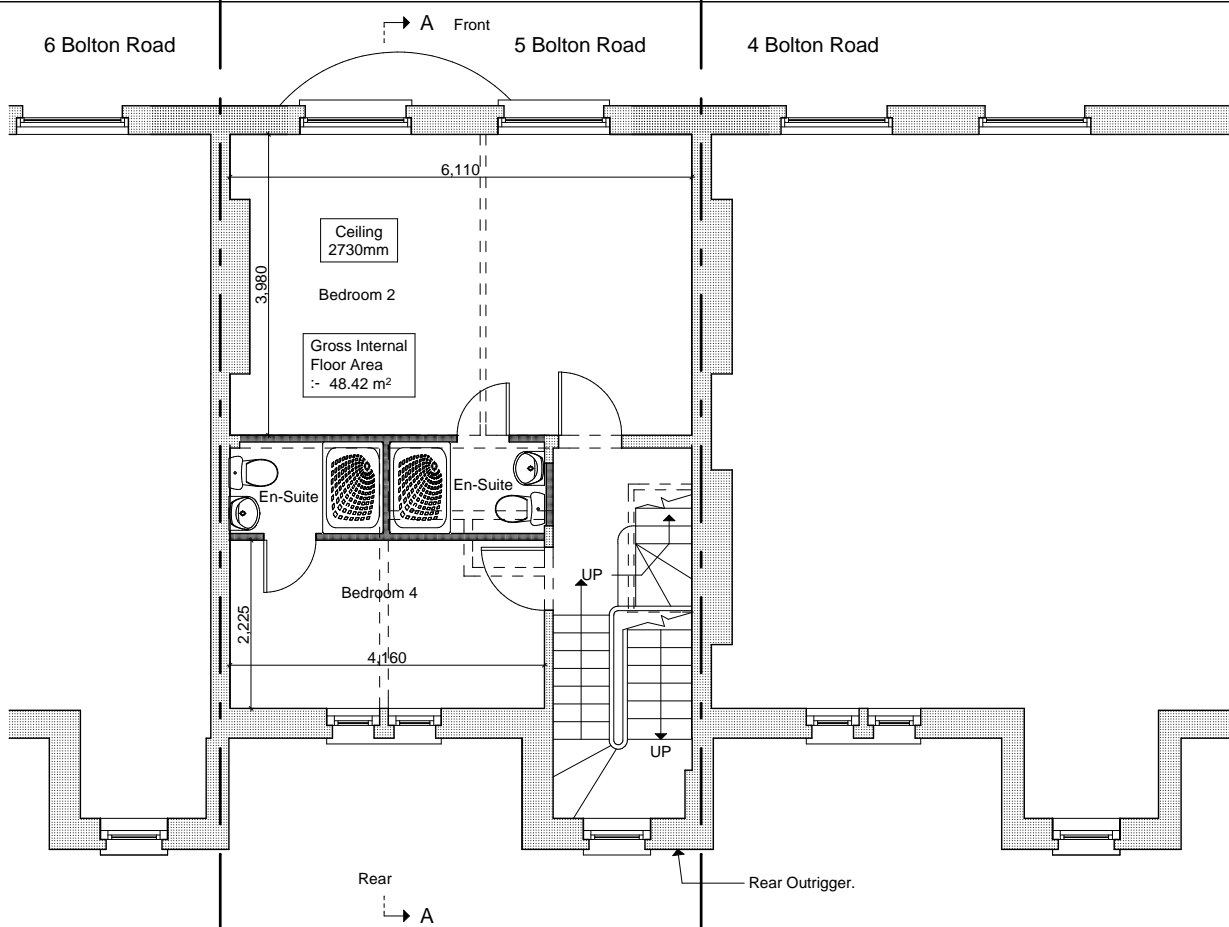 A
Front
6 Bolton Road
5 Bolton Road
4 Bolton Road
6,110
Ceiling
2730mm
3,980
Bedroom 2
Gross Internal
Floor Area
:- 48.42 m²
En-Suite
En-Suite
UP
Bedroom 4
2,225
4,160
UP
Rear
Rear Outrigger.
A